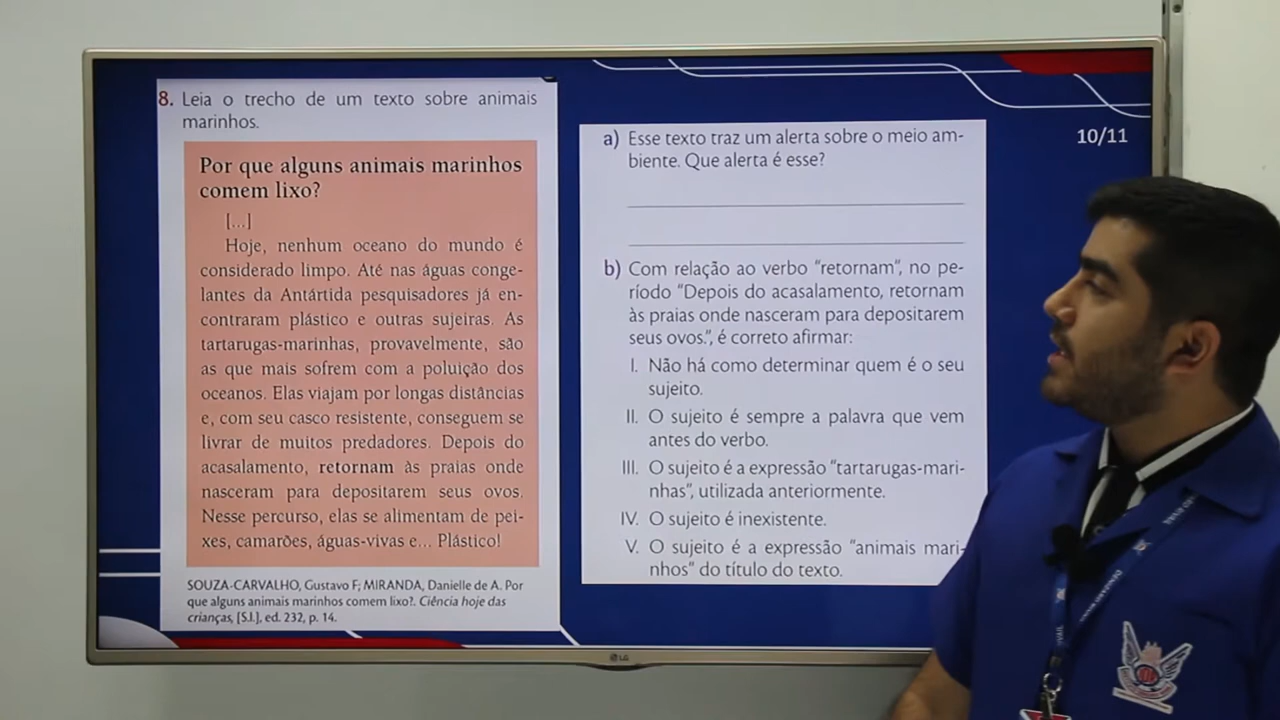 8. Leia o trecho de um texto sobre animais
marinhos.
Por que alguns animais marinhos
comem lixo?
[...]
Hoje, nenhum oceano do mundo é
considerado limpo. Até nas águas conge-
lantes da Antártida pesquisadores já en-
contraram plástico e outras sujeiras. As
tartarugas-marinhas, provavelmente, são
as que mais sofrem com a poluição dos
oceanos. Elas viajam por longas distâncias
e, com seu casco resistente, conseguem se
livrar de muitos predadores. Depois do
acasalamento, retornam às praias onde
nasceram para depositarem seus ovos.
Nesse percurso, elas se alimentam de pei-
xes, camarões, águas-vivas e... Plástico!
SOUZA-CARVALHO, Gustavo F; MIRANDA, Danielle de A. Por
que alguns animais marinhos comem lixo?. Ciência hoje das
crianças, [S.l.], ed. 232, p. 14.
a) Esse texto traz um alerta sobre o meio am-
biente. Que alerta é esse?
b) Com relação ao verbo "retornam", no pe-
ríodo "Depois do acasalamento, retornam
às praias onde nasceram para depositarem
seus ovos.", é correto afirmar:
I. Não há como determinar quem é o seu
sujeito.
II. O sujeito é sempre a palavra que vem
antes do verbo.
III. O sujeito é a expressão "tartarugas-mari-
nhas", utilizada anteriormente.
IV. O sujeito é inexistente.
V. O sujeito é a expressão "animais mari-
nhos" do título do texto.
10/11
LG